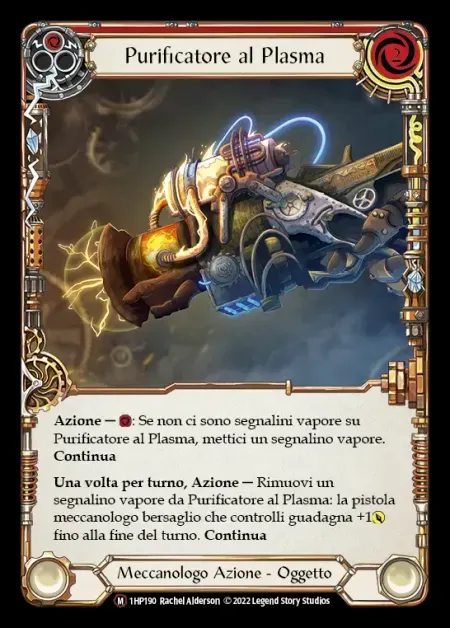 Purificatore al Plasma
2
Azione — : Se non ci sono segnalini vapore su
Purificatore al Plasma, mettici un segnalino vapore.
Continua
Una volta per turno, Azione — Rimuovi un
segnalino vapore da Purificatore al Plasma: la pistola
meccanologo bersaglio che controlli guadagna +1
fino alla fine del turno. Continua
Meccanologo Azione - Oggetto
M 1HP190 Rachel Alderson © 2022 Legend Story Studios